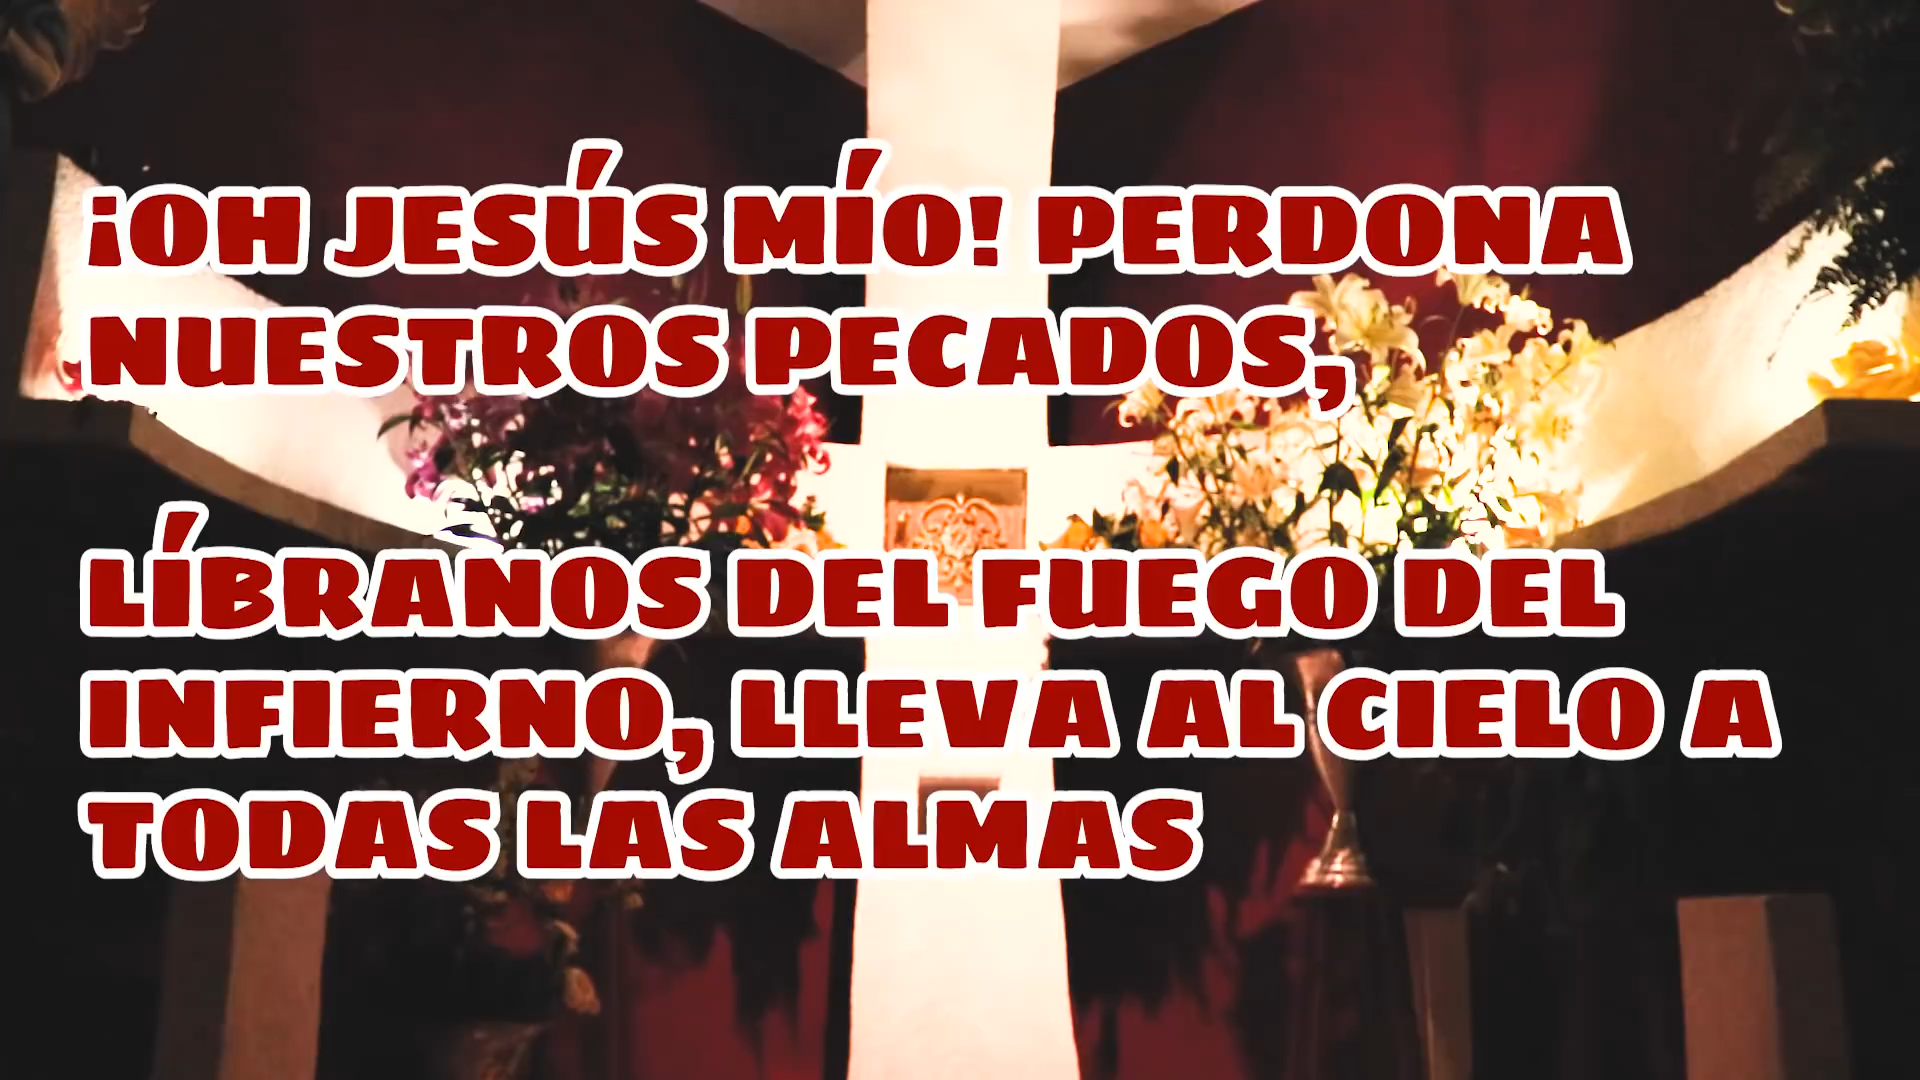 ¡OH JESÚS MÍO! PERDONA
NUESTROS PECADOS,
LÍBRANOS DEL FUEGO DEL
INFIERNO, LLEVA AL CIELO A
TODAS LAS ALMAS